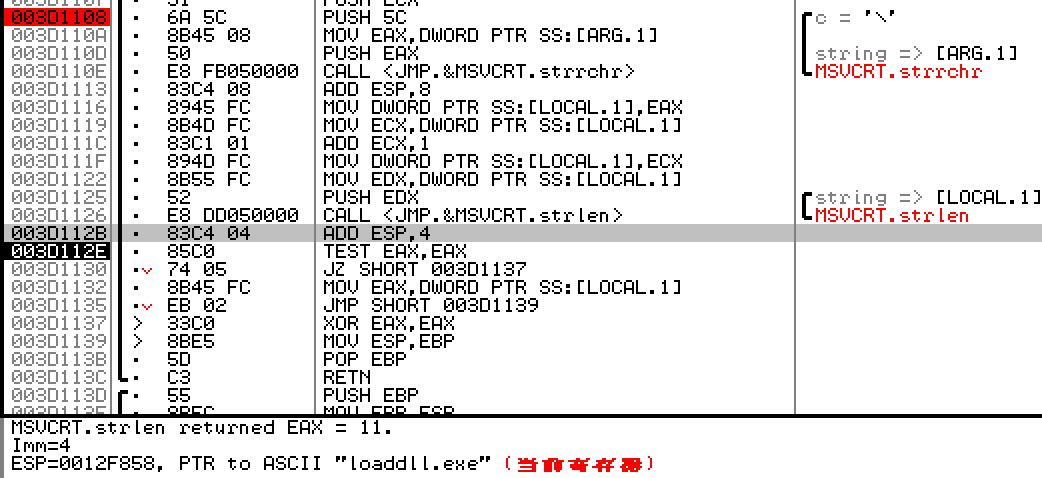 51 PUSH ECX
003D1108 6A 5C PUSH 5C c = '\'
003D110A 8B45 08 MOV EAX,DWORD PTR SS:[ARG.1]
003D110D 50 PUSH EAX string => [ARG.1]
003D110E E8 FB050000 CALL <JMP.&MSVCRT.strrchr> MSVCRT.strrchr
003D1113 83C4 08 ADD ESP,8
003D1116 8945 FC MOV DWORD PTR SS:[LOCAL.1],EAX
003D1119 8B4D FC MOV ECX,DWORD PTR SS:[LOCAL.1]
003D111C 83C1 01 ADD ECX,1
003D111F 894D FC MOV DWORD PTR SS:[LOCAL.1],ECX
003D1122 8B55 FC MOV EDX,DWORD PTR SS:[LOCAL.1]
003D1125 52 PUSH EDX string => [LOCAL.1]
003D1126 E8 DD050000 CALL <JMP.&MSVCRT.strlen> MSVCRT.strlen
003D112B 83C4 04 ADD ESP,4
003D112E 85C0 TEST EAX,EAX
003D1130 74 05 JZ SHORT 003D1137
003D1132 8B45 FC MOV EAX,DWORD PTR SS:[LOCAL.1]
003D1135 EB 02 JMP SHORT 003D1139
003D1137 > 33C0 XOR EAX,EAX
003D1139 > 8BE5 MOV ESP,EBP
003D113B 5D POP EBP
003D113C C3 RETN
003D113D 55 PUSH EBP
003D113E 8BEC MOV EBP,ESP
MSVCRT.strlen returned EAX = 11.
Imm=4
ESP=0012F858, PTR to ASCII "loaddll.exe" (当前寄存器)